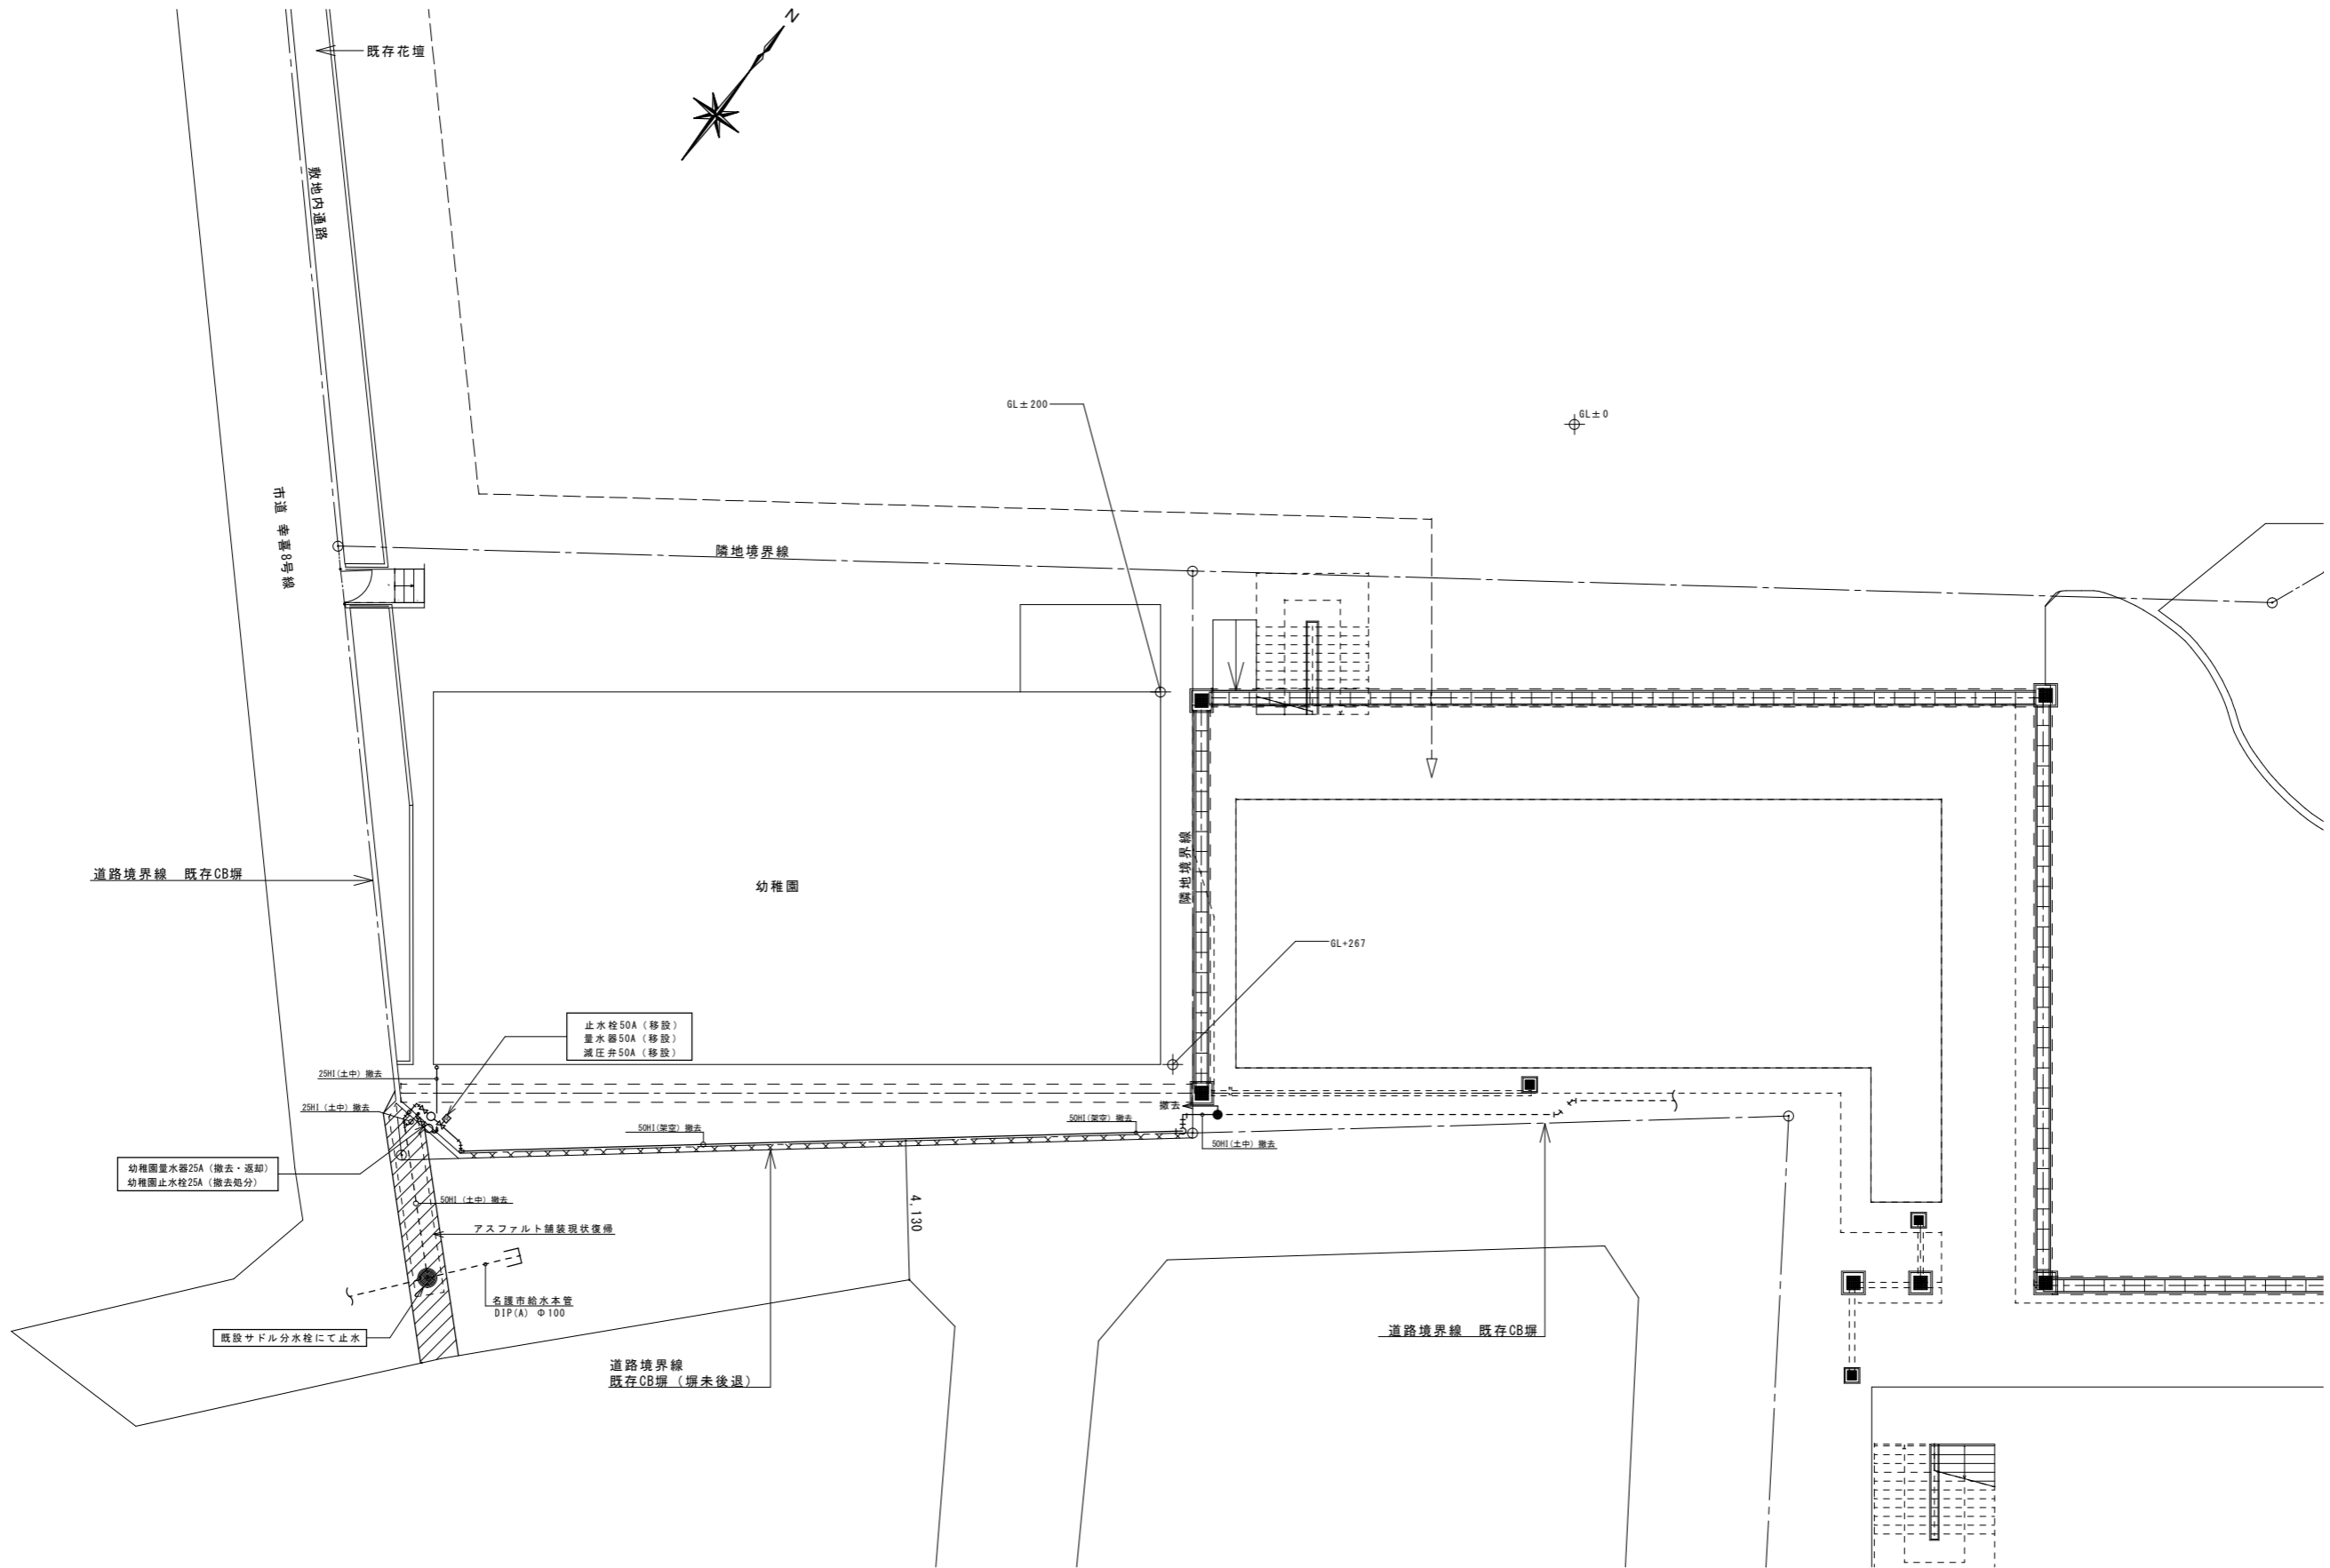 N
既存花壇
敷地内通路
GL±200
GL±0
市道 幸喜8号線
隣地境界線
道路境界線 既存CB塀
幼稚園
隣地境界線
GL+267
止水栓50A（移設）
量水器50A（移設）
減圧弁50A（移設）
25HI(土中) 撤去
25HI (土中) 撤去
撤去
50HI(架空) 撤去
50HI(架空) 撤去
50HI(土中) 撤去
幼稚園量水器25A（撤去・返却）
幼稚園止水栓25A（撤去処分）
50HI (土中) 撤去
4,130
アスファルト舗装現状復帰
名護市給水本管
DIP(A) Φ100
既設サドル分水栓にて止水
道路境界線 既存CB塀
道路境界線
既存CB塀（塀未後退）